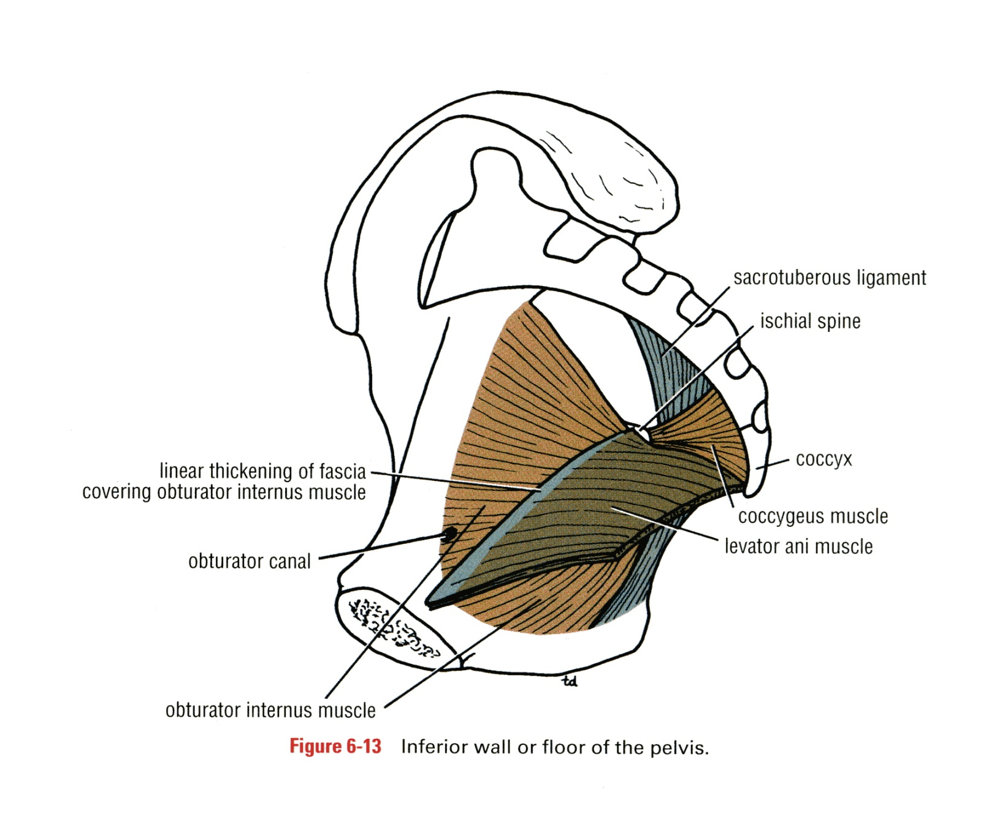 sacrotuberous ligament
ischial spine
linear thickening of fascia
covering obturator internus muscle
coccyx
coccygeus muscle
levator ani muscle
obturator canal
td
obturator internus muscle
Figure 6-13 Inferior wall or floor of the pelvis.